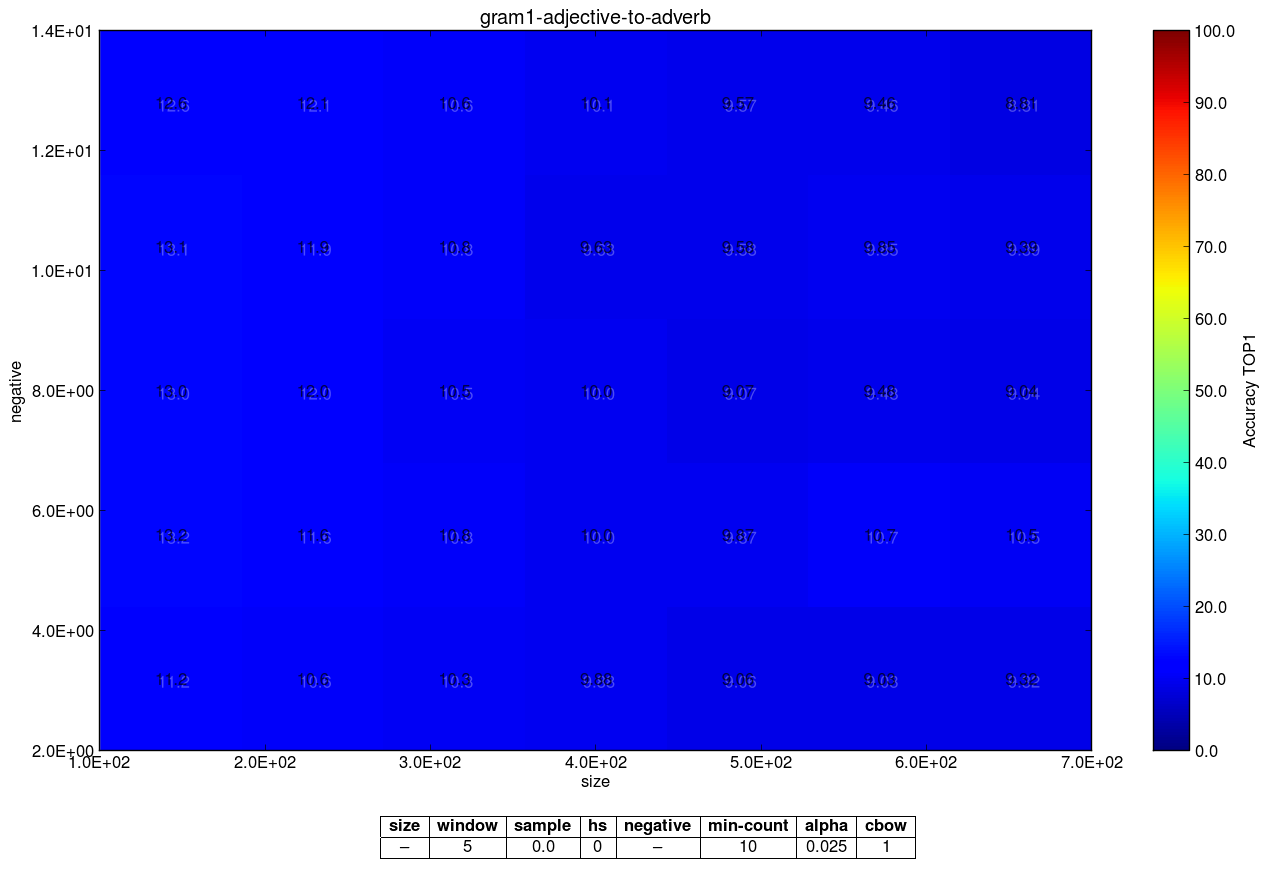 gram1-adjective-to-adverb
1.4E+01
100.0
12.6 12.1 10.6 10.1 9.57 9.46 8.81
90.0
1.2E+01
80.0
13.1 11.9 10.8 9.63 9.58 9.85 9.39
70.0
1.0E+01
60.0
negative
8.0E+00
13.0 12.0 10.5 10.0 9.07 9.48 9.04
50.0
Accuracy TOP1
40.0
6.0E+00
13.2 11.6 10.8 10.0 9.87 10.7 10.5
30.0
4.0E+00
20.0
11.2 10.6 10.3 9.88 9.06 9.03 9.32
10.0
2.0E+00
0.0
1.0E+02 2.0E+02 3.0E+02 4.0E+02 5.0E+02 6.0E+02 7.0E+02
size
size window sample hs negative min-count alpha cbow
– 5 0.0 0 – 10 0.025 1